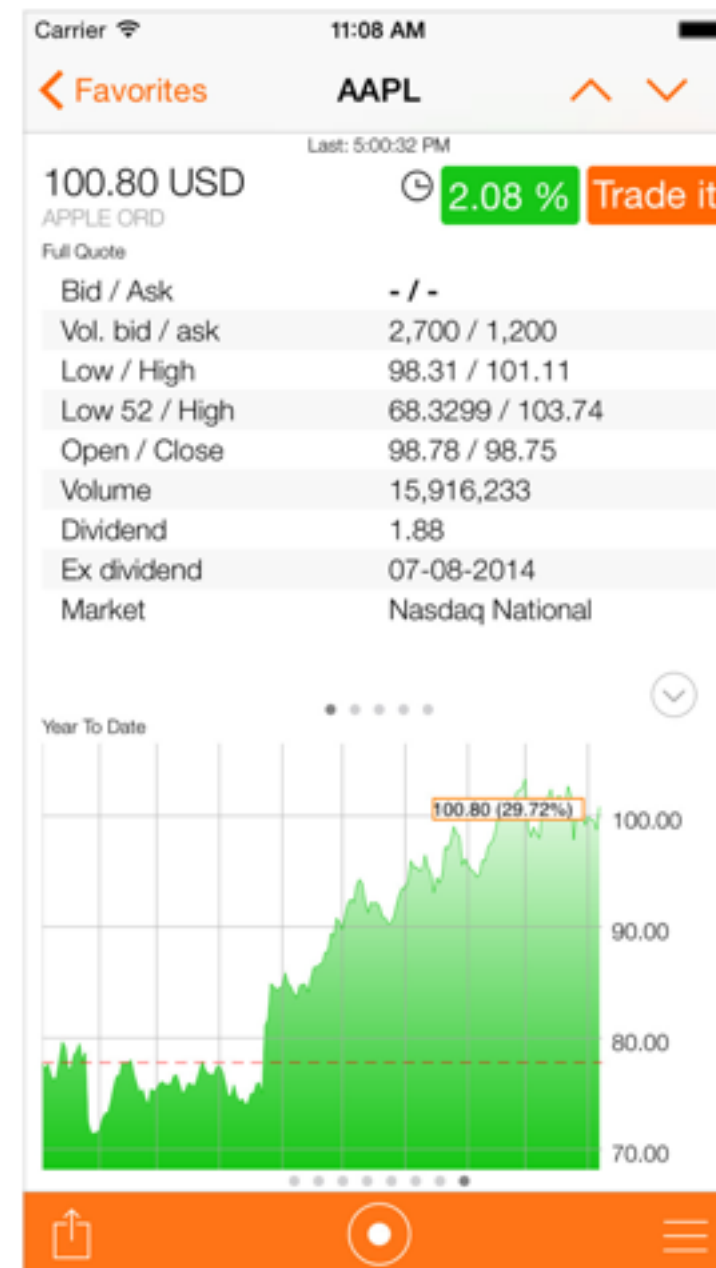 Carrier 11:08 AM
Favorites AAPL
Last: 5:00:32 PM
100.80 USD 2.08 % Trade it
APPLE ORD
Full Quote
Bid / Ask - / -
Vol. bid / ask 2,700 / 1,200
Low / High 98.31 / 101.11
Low 52 / High 68.3299 / 103.74
Open / Close 98.78 / 98.75
Volume 15,916,233
Dividend 1.88
Ex dividend 07-08-2014
Market Nasdaq National
Year To Date
100.80 (29.72%)
100.00
90.00
80.00
70.00